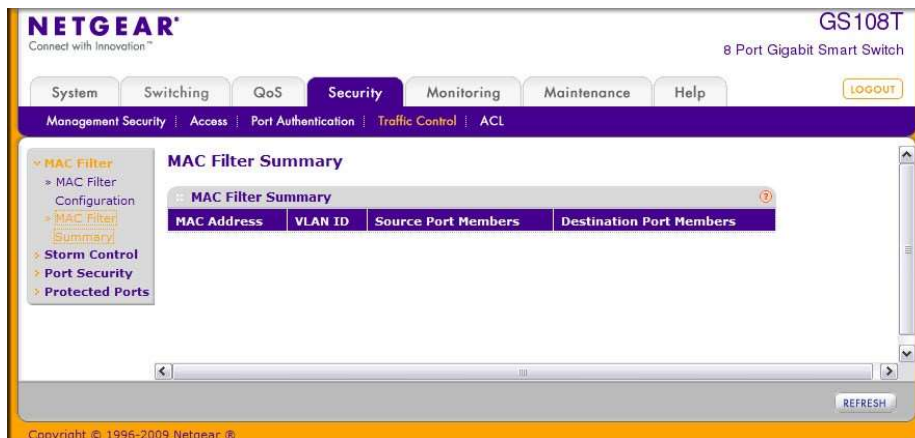 NETGEAR®
Connect with Innovation™
GS108T
8 Port Gigabit Smart Switch
System Switching QoS Security Monitoring Maintenance Help LOGOUT
Management Security Access Port Authentication Traffic Control ACL
MAC Filter
» MAC Filter
Configuration
» MAC Filter
Summary
Storm Control
Port Security
Protected Ports
MAC Filter Summary
MAC Filter Summary ?
MAC Address VLAN ID Source Port Members Destination Port Members
REFRESH
Copyright © 1996-2009 Netgear ®